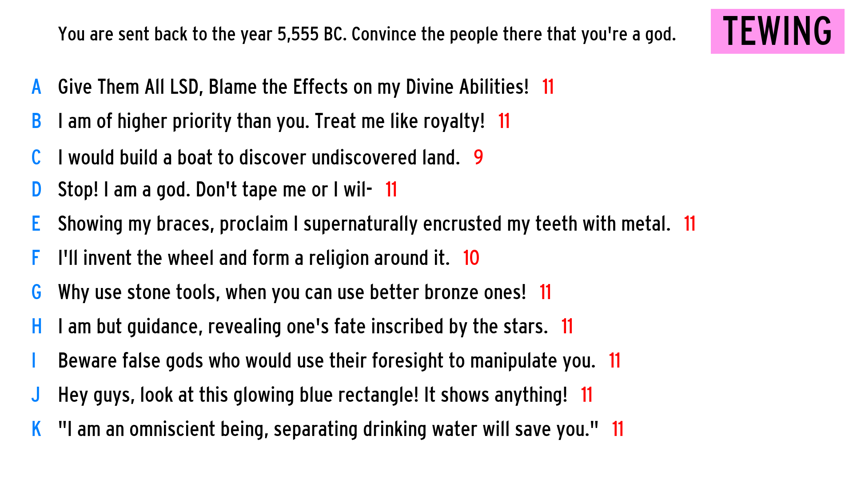 You are sent back to the year 5,555 BC. Convince the people there that you're a god.
TEWING
A Give Them All LSD, Blame the Effects on my Divine Abilities! 11
B I am of higher priority than you. Treat me like royalty! 11
C I would build a boat to discover undiscovered land. 9
D Stop! I am a god. Don't tape me or I wil- 11
E Showing my braces, proclaim I supernaturally encrusted my teeth with metal. 11
F I'll invent the wheel and form a religion around it. 10
G Why use stone tools, when you can use better bronze ones! 11
H I am but guidance, revealing one's fate inscribed by the stars. 11
I Beware false gods who would use their foresight to manipulate you. 11
J Hey guys, look at this glowing blue rectangle! It shows anything! 11
K "I am an omniscient being, separating drinking water will save you." 11